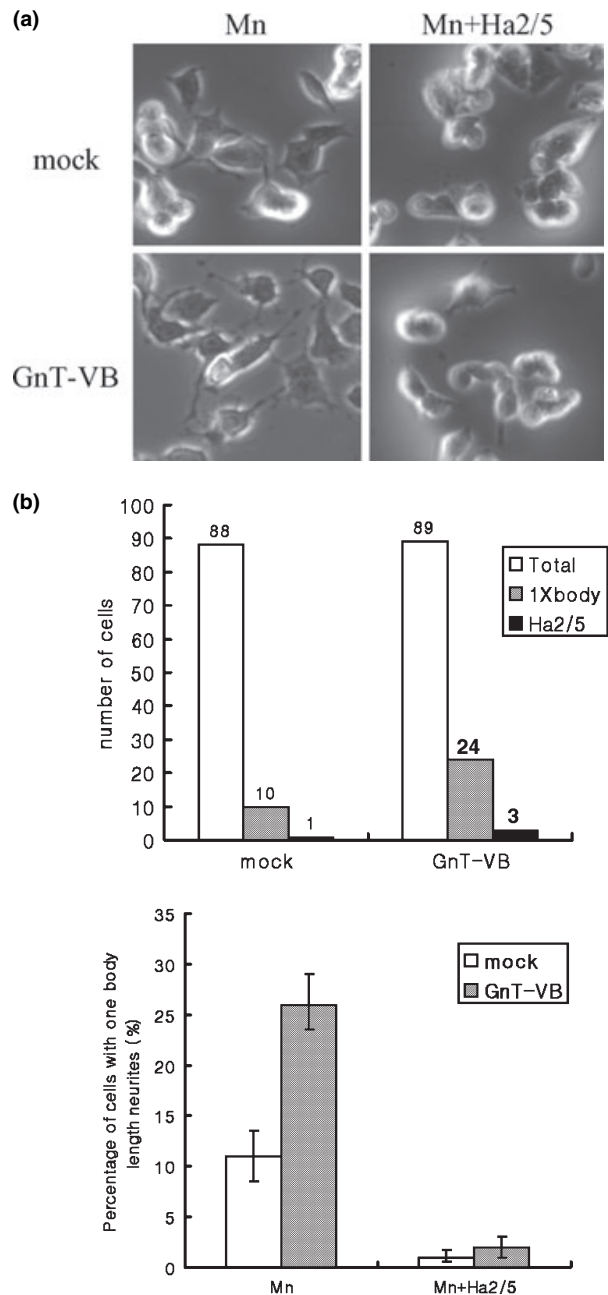 (a)
Mn
Mn+Ha2/5
mock
GnT-VB
(b)
100
90
80
70
60
50
40
30
20
10
0
number of cells
88
10
1
89
24
3
mock
GnT-VB
Total
1Xbody
Ha2/5
35
30
25
20
15
10
5
0
Percentage of cells with one body
length neurites (%)
Mn
Mn+Ha2/5
mock
GnT-VB